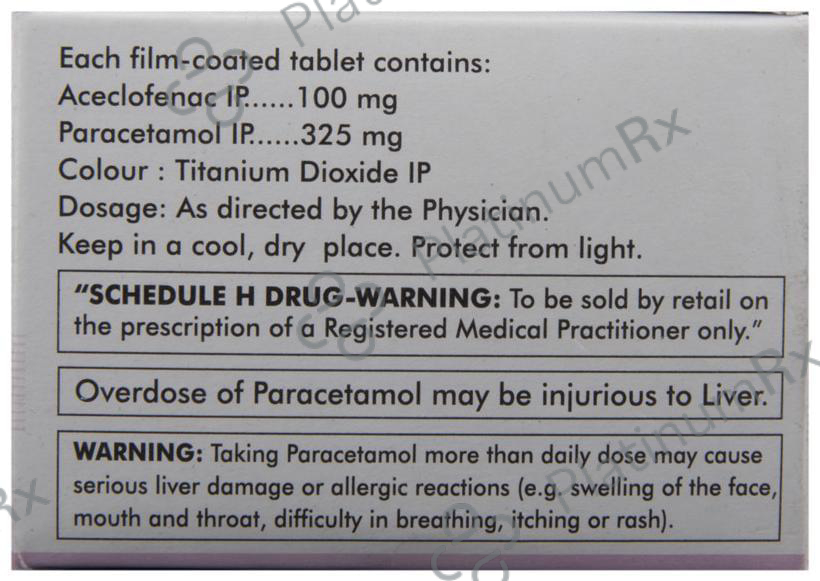 Each film-coated tablet contains:
Aceclofenac IP......100 mg
Paracetamol IP......325 mg
Colour : Titanium Dioxide IP
Dosage: As directed by the Physician.
Keep in a cool, dry place. Protect from light.
"SCHEDULE H DRUG-WARNING: To be sold by retail on
the prescription of a Registered Medical Practitioner only."
Overdose of Paracetamol may be injurious to Liver.
WARNING: Taking Paracetamol more than daily dose may cause
serious liver damage or allergic reactions (e.g. swelling of the face,
mouth and throat, difficulty in breathing, itching or rash).
PlatinumRx
PlatinumRx
Rx